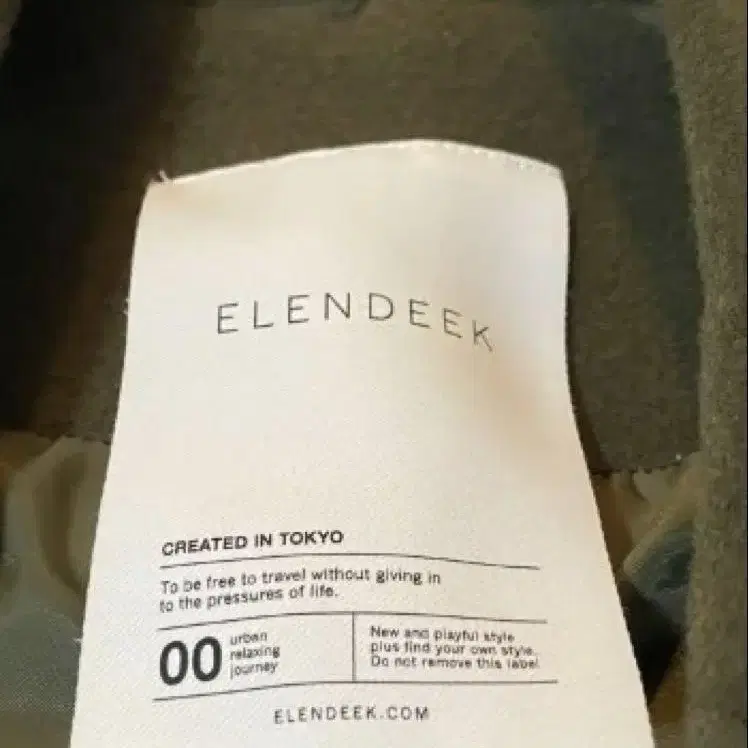 ELENDEEK
CREATED IN TOKYO
To be free to travel without giving in
to the pressures of life.
00
urban
relaxing
journey
New and playful style
plus find your own style.
Do not remove this label
ELENDEEK.COM